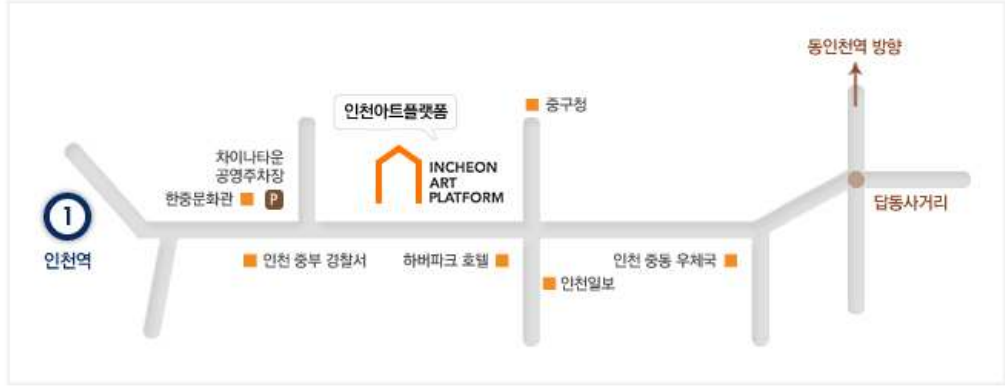 동인천역 방향
중구청
인천아트플랫폼
차이나타운
공영주차장
한중문화관
P
INCHEON
ART
PLATFORM
답동사거리
1
인천역
인천 중부 경찰서
하버파크 호텔
인천일보
인천 중동 우체국